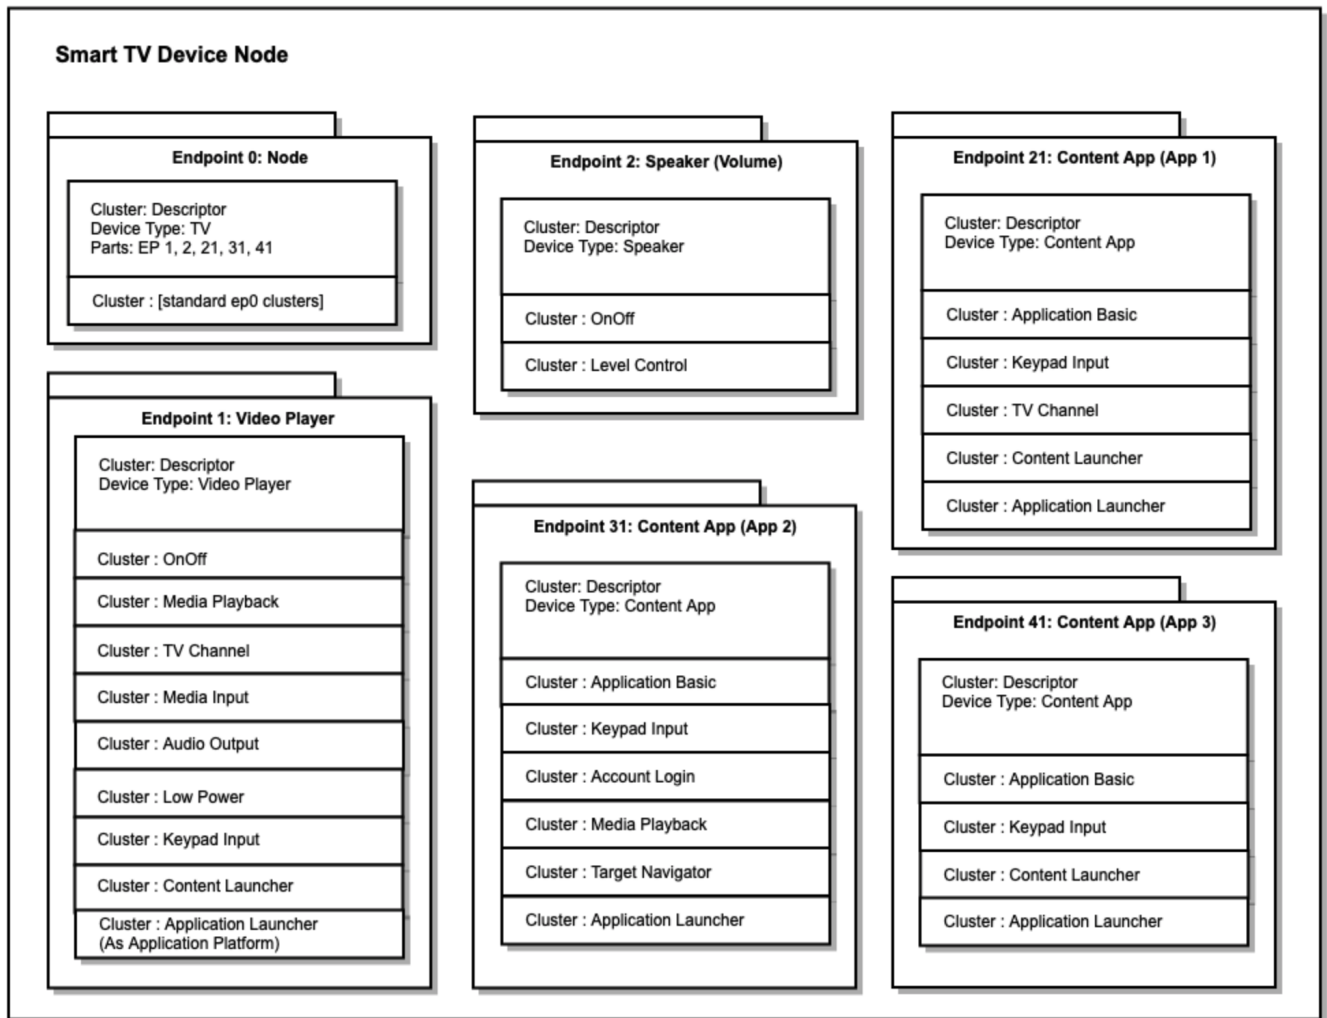 Smart TV Device Node
Endpoint 0: Node
Cluster: Descriptor
Device Type: TV
Parts: EP 1, 2, 21, 31, 41
Cluster : [standard ep0 clusters]
Endpoint 1: Video Player
Cluster: Descriptor
Device Type: Video Player
Cluster : OnOff
Cluster : Media Playback
Cluster : TV Channel
Cluster : Media Input
Cluster : Audio Output
Cluster : Low Power
Cluster : Keypad Input
Cluster : Content Launcher
Cluster : Application Launcher
(As Application Platform)
Endpoint 2: Speaker (Volume)
Cluster: Descriptor
Device Type: Speaker
Cluster : OnOff
Cluster : Level Control
Endpoint 31: Content App (App 2)
Cluster: Descriptor
Device Type: Content App
Cluster : Application Basic
Cluster : Keypad Input
Cluster : Account Login
Cluster : Media Playback
Cluster : Target Navigator
Cluster : Application Launcher
Endpoint 21: Content App (App 1)
Cluster: Descriptor
Device Type: Content App
Cluster : Application Basic
Cluster : Keypad Input
Cluster : TV Channel
Cluster : Content Launcher
Cluster : Application Launcher
Endpoint 41: Content App (App 3)
Cluster: Descriptor
Device Type: Content App
Cluster : Application Basic
Cluster : Keypad Input
Cluster : Content Launcher
Cluster : Application Launcher